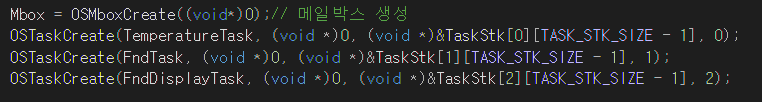 Mbox = OSMboxCreate((void*)0);// 메일박스 생성
OSTaskCreate(TemperatureTask, (void *)0, (void *)&TaskStk[0][TASK_STK_SIZE - 1], 0);
OSTaskCreate(FndTask, (void *)0, (void *)&TaskStk[1][TASK_STK_SIZE - 1], 1);
OSTaskCreate(FndDisplayTask, (void *)0, (void *)&TaskStk[2][TASK_STK_SIZE - 1], 2);